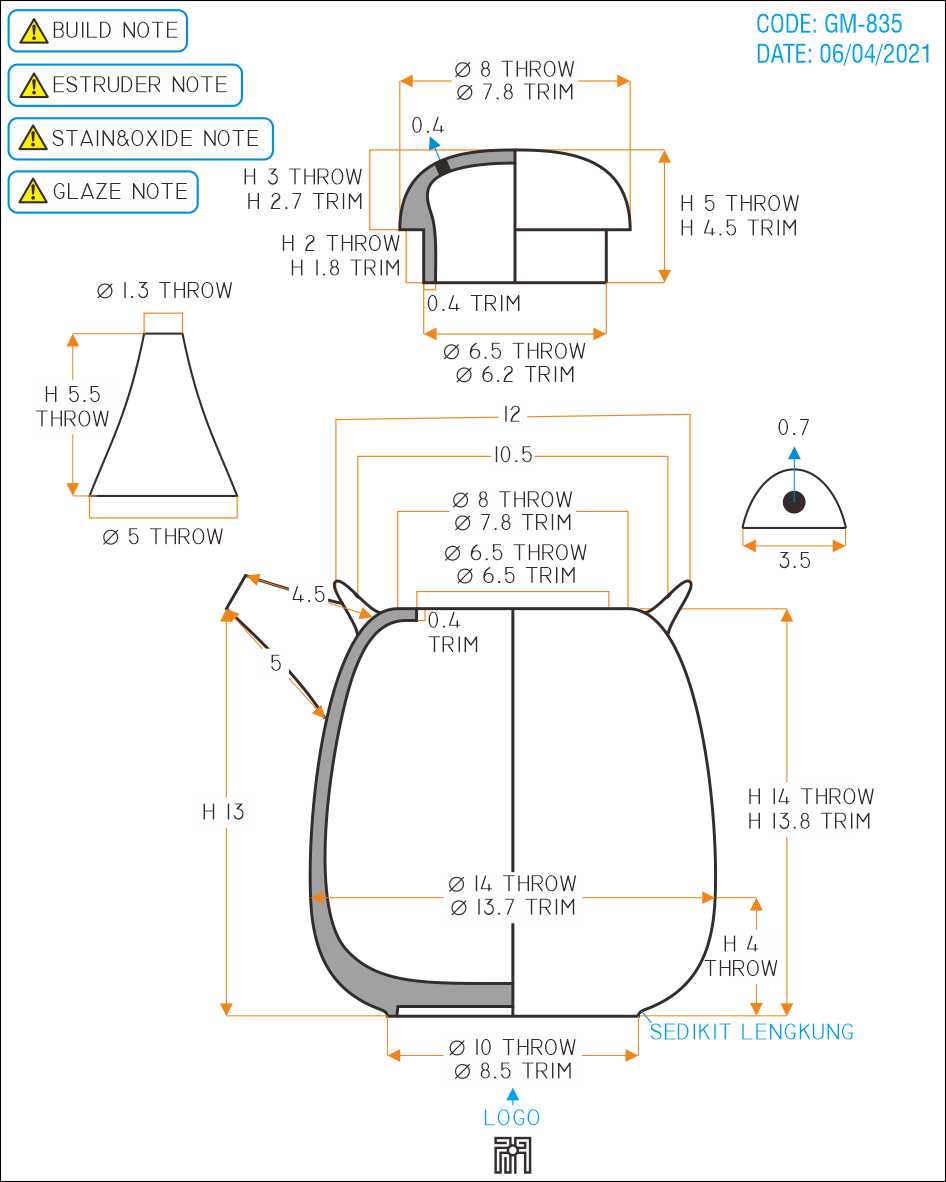 BUILD NOTE
ESTRUDER NOTE
STAIN&OXIDE NOTE
GLAZE NOTE
CODE: GM-835
DATE: 06/04/2021
Ø 8 THROW
Ø 7.8 TRIM
0.4
H 3 THROW
H 2.7 TRIM
H 5 THROW
H 4.5 TRIM
H 2 THROW
H 1.8 TRIM
0.4 TRIM
Ø 6.5 THROW
Ø 6.2 TRIM
Ø 1.3 THROW
H 5.5
THROW
Ø 5 THROW
12
10.5
Ø 8 THROW
Ø 7.8 TRIM
Ø 6.5 THROW
Ø 6.5 TRIM
0.7
3.5
4.5
0.4
TRIM
5
H 13
H 14 THROW
H 13.8 TRIM
Ø 14 THROW
Ø 13.7 TRIM
H 4
THROW
SEDIKIT LENGKUNG
Ø 10 THROW
Ø 8.5 TRIM
LOGO